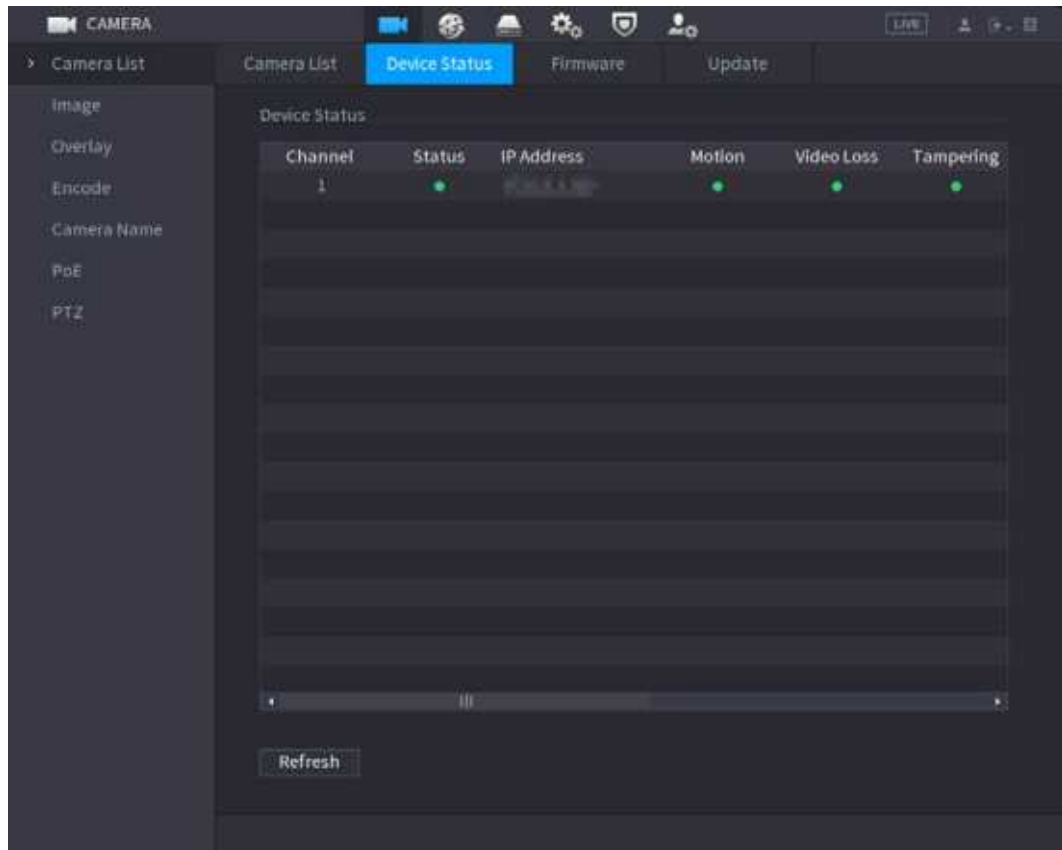 CAMERA LIVE
Camera List Camera List Device Status Firmware Update
Image
Device Status
Overlay
Channel Status IP Address Motion Video Loss Tampering
Encode
1
Camera Name
PoE
PTZ
Refresh